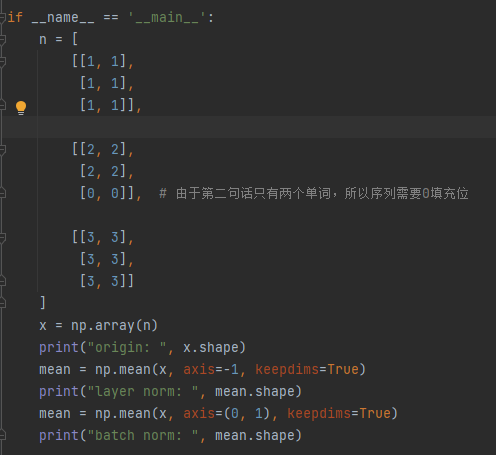 if __name__ == '__main__':
    n = [
        [[1, 1],
         [1, 1],
         [1, 1]],
        [[2, 2],
         [2, 2],
         [0, 0]],  # 由于第二句话只有两个单词，所以序列需要0填充位
        [[3, 3],
         [3, 3],
         [3, 3]]
    ]
    x = np.array(n)
    print("origin: ", x.shape)
    mean = np.mean(x, axis=-1, keepdims=True)
    print("layer norm: ", mean.shape)
    mean = np.mean(x, axis=(0, 1), keepdims=True)
    print("batch norm: ", mean.shape)